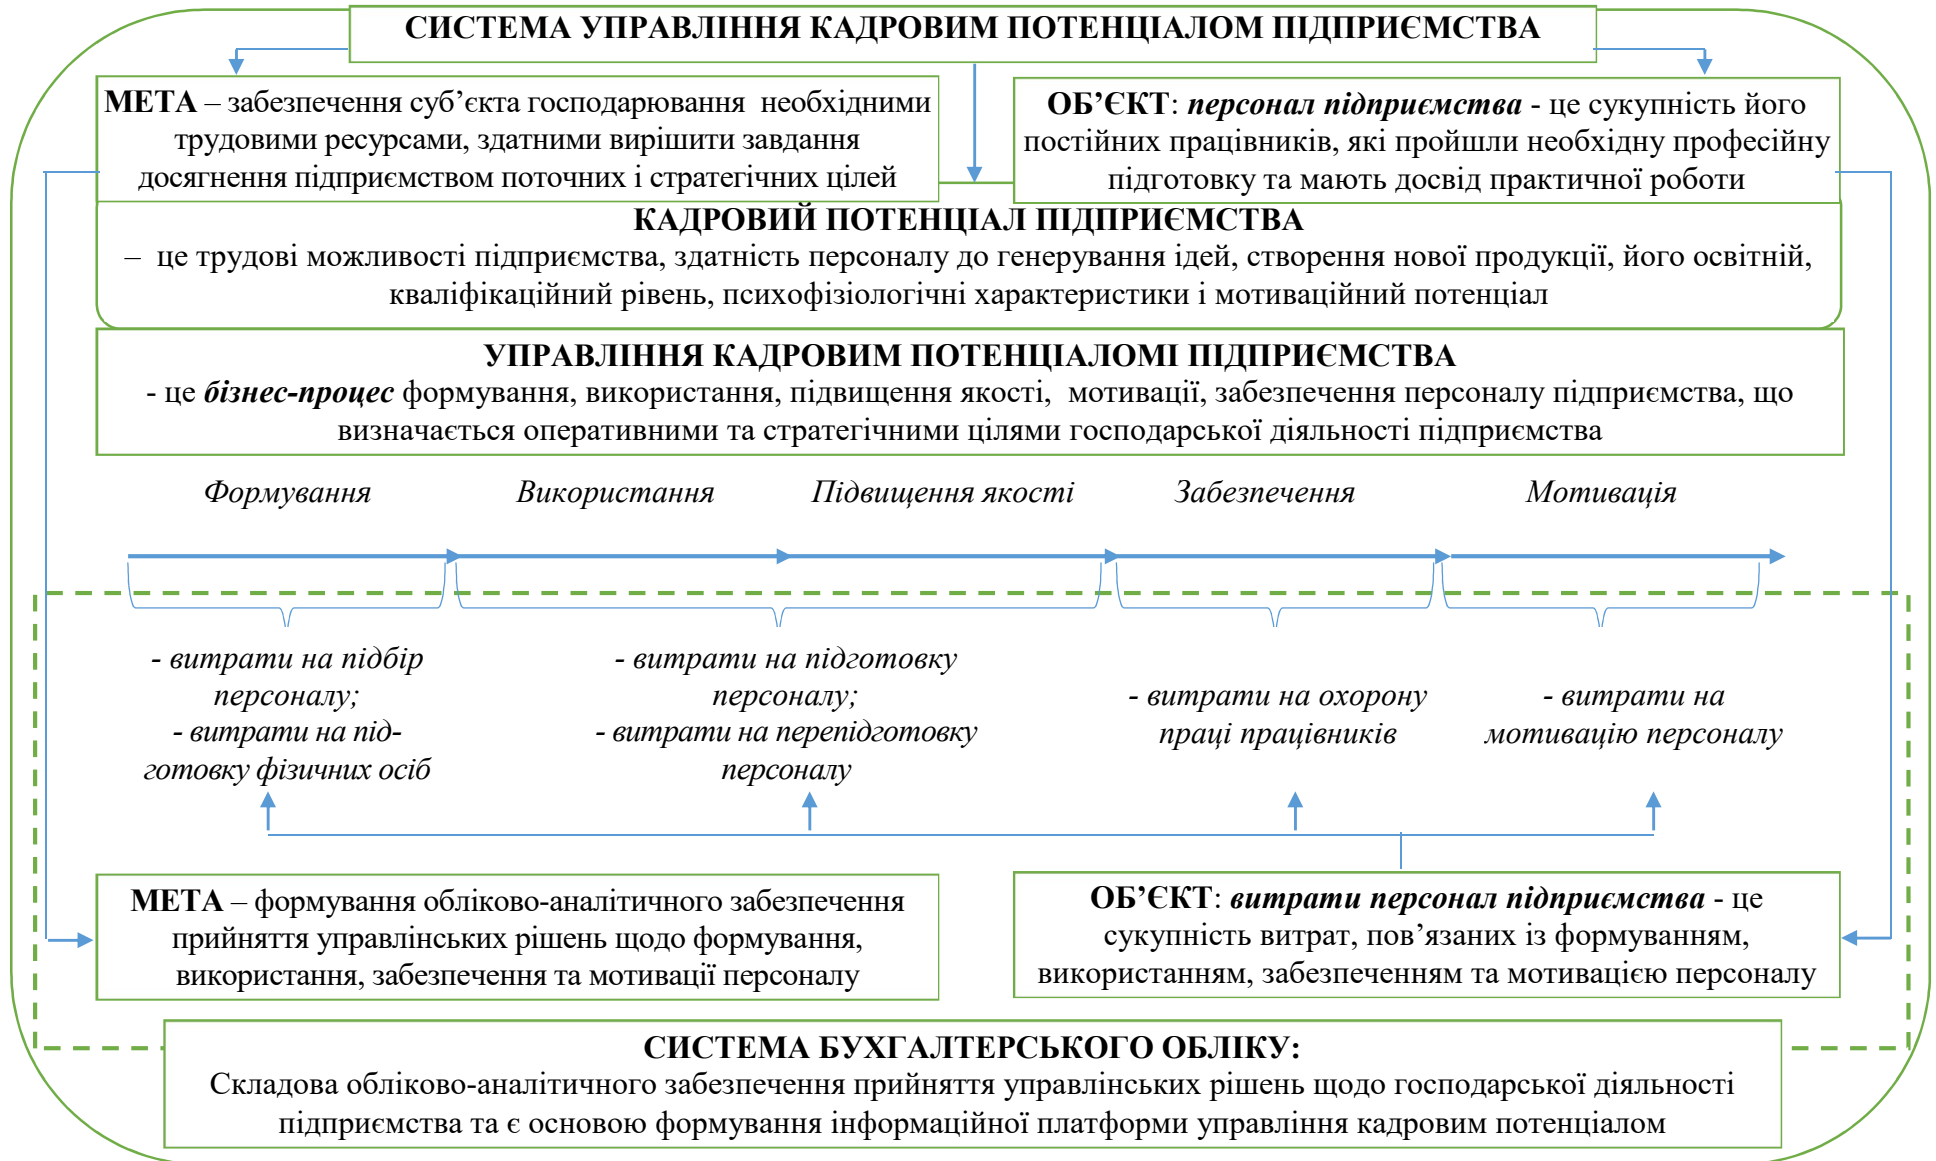 СИСТЕМА УПРАВЛІННЯ КАДРОВИМ ПОТЕНЦІАЛОМ ПІДПРИЄМСТВА
МЕТА – забезпечення суб’єкта господарювання необхідними
трудовими ресурсами, здатними вирішити завдання
досягнення підприємством поточних і стратегічних цілей
ОБ’ЄКТ: персонал підприємства - це сукупність його
постійних працівників, які пройшли необхідну професійну
підготовку та мають досвід практичної роботи
КАДРОВИЙ ПОТЕНЦІАЛ ПІДПРИЄМСТВА
– це трудові можливості підприємства, здатність персоналу до генерування ідей, створення нової продукції, його освітній,
кваліфікаційний рівень, психофізіологічні характеристики і мотиваційний потенціал
УПРАВЛІННЯ КАДРОВИМ ПОТЕНЦІАЛОМІ ПІДПРИЄМСТВА
- це бізнес-процес формування, використання, підвищення якості, мотивації, забезпечення персоналу підприємства, що
визначається оперативними та стратегічними цілями господарської діяльності підприємства
Формування
Використання
Підвищення якості
Забезпечення
Мотивація
- витрати на підбір
персоналу;
- витрати на під-
готовку фізичних осіб
- витрати на підготовку
персоналу;
- витрати на перепідготовку
персоналу
- витрати на охорону
праці працівників
- витрати на
мотивацію персоналу
МЕТА – формування обліково-аналітичного забезпечення
прийняття управлінських рішень щодо формування,
використання, забезпечення та мотивації персоналу
ОБ’ЄКТ: витрати персонал підприємства - це
сукупність витрат, пов’язаних із формуванням,
використанням, забезпеченням та мотивацією персоналу
СИСТЕМА БУХГАЛТЕРСЬКОГО ОБЛІКУ:
Складова обліково-аналітичного забезпечення прийняття управлінських рішень щодо господарської діяльності
підприємства та є основою формування інформаційної платформи управління кадровим потенціалом